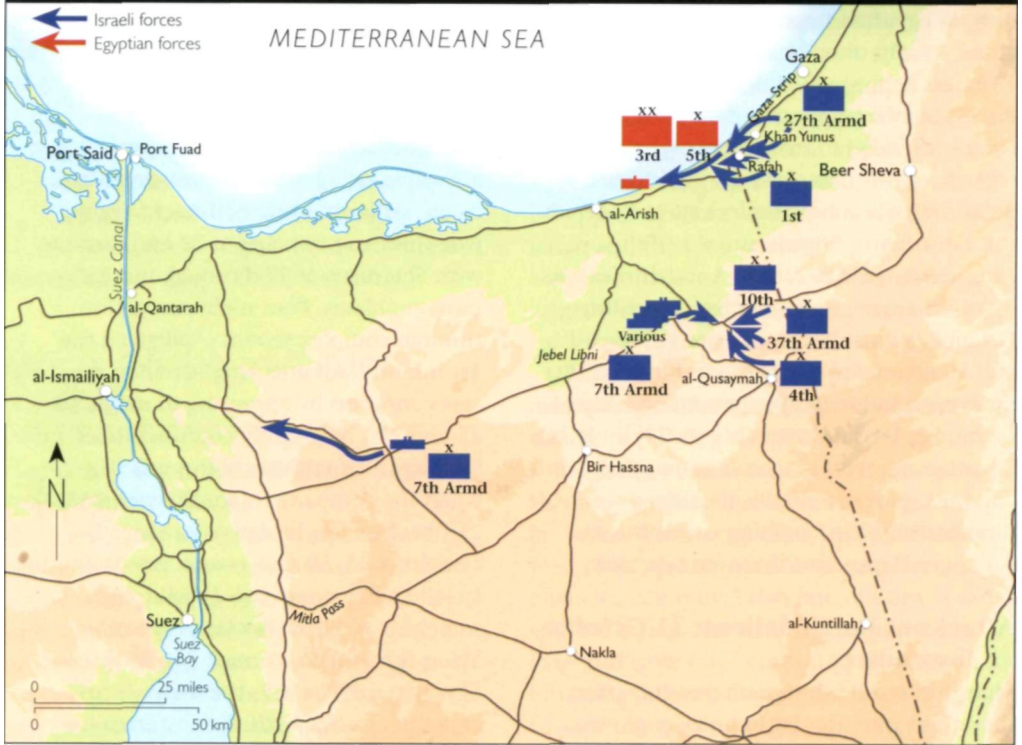 Israeli forces
Egyptian forces
MEDITERRANEAN SEA
Gaza
Gaza Strip
x
27th Armd
xx
3rd
x
5th
Khan Yunus
Rafah
Port Said
Port Fuad
Beer Sheva
x
1st
al-Arish
Suez Canal
x
10th
al-Qantarah
x
37th Armd
Various
Jebel Libni
x
7th Armd
x
4th
al-Qusaymah
al-Ismailiyah
x
7th Armd
Bir Hassna
N
Mitla Pass
Suez
Suez
Bay
al-Kuntillah
Nakla
0 25 miles
0 50 km